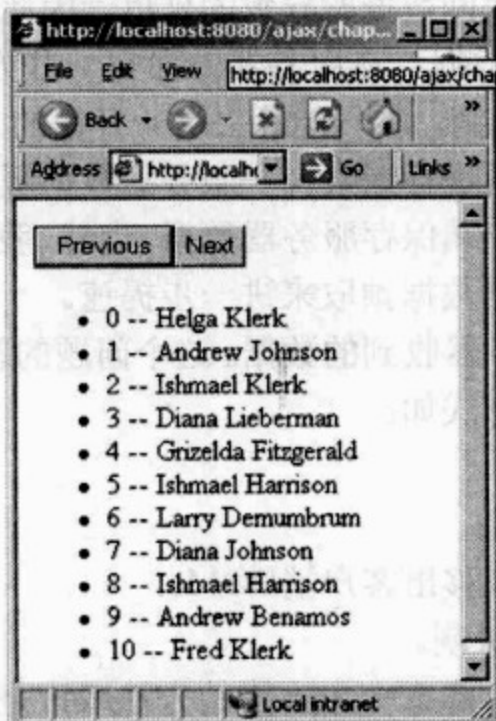 http://localhost:8080/ajax/chap...
File Edit View
http://localhost:8080/ajax/cha
Back
»
Address http://localh Go Links »
Previous Next
• 0 -- Helga Klerk
• 1 -- Andrew Johnson
• 2 -- Ishmael Klerk
• 3 -- Diana Lieberman
• 4 -- Grizelda Fitzgerald
• 5 -- Ishmael Harrison
• 6 -- Larry Demumbrum
• 7 -- Diana Johnson
• 8 -- Ishmael Harrison
• 9 -- Andrew Benamos
• 10 -- Fred Klerk
Local intranet